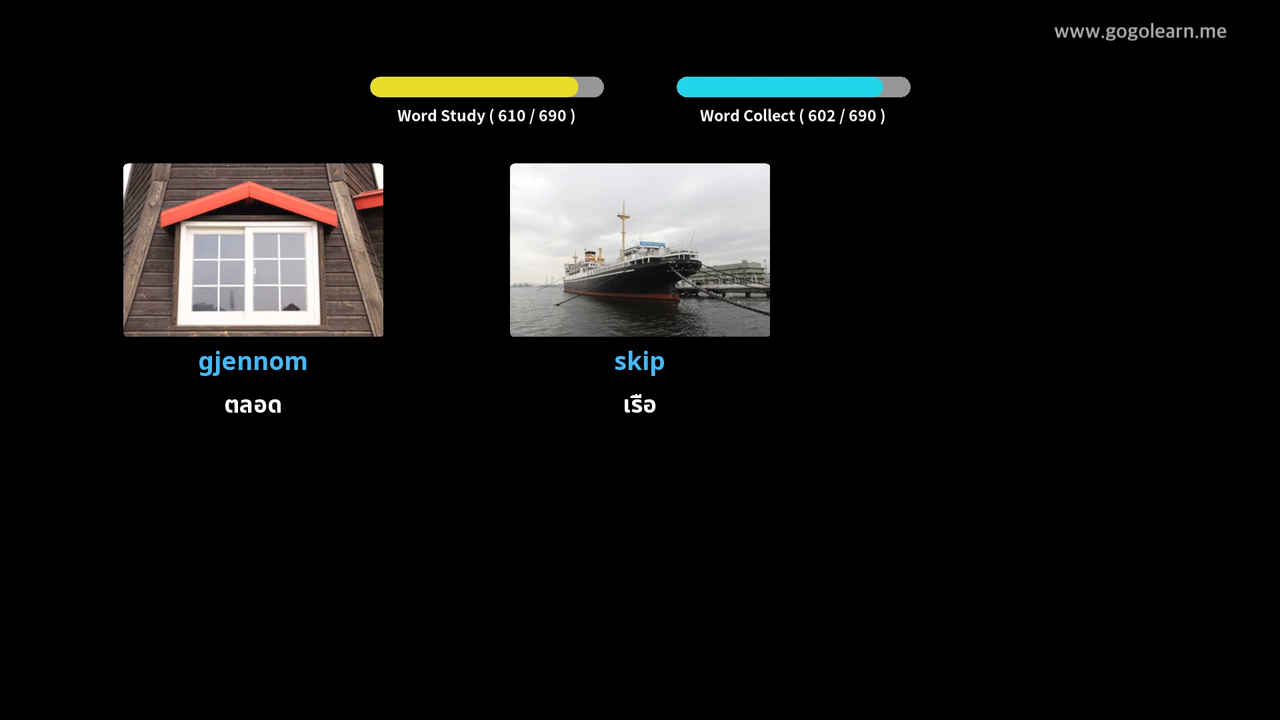 www.gogolearn.me
Word Study ( 610 / 690 )
Word Collect ( 602 / 690 )
gjennom
skip
ตลอด
เรือ